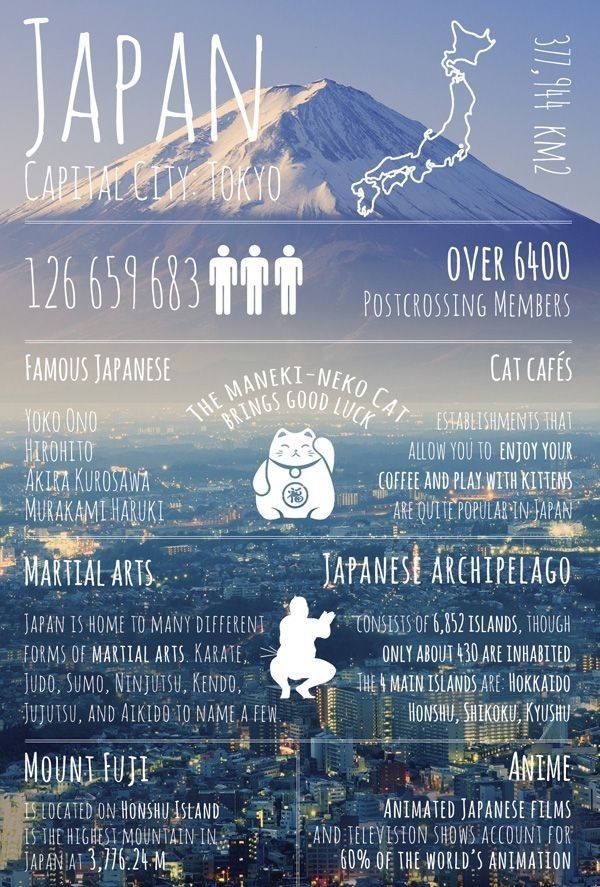 JAPAN
377,944 KM2
CAPITAL CITY: TOKYO
126 659 683
OVER 6400
POSTCROSSING MEMBERS
FAMOUS JAPANESE
YOKO ONO
HIROHITO
AKIRA KUROSAWA
MURAKAMI HARUKI
THE MANEKI-NEKO CAT
BRINGS GOOD LUCK
福
CAT CAFÉS
ESTABLISHMENTS THAT
ALLOW YOU TO ENJOY YOUR
COFFEE AND PLAY WITH KITTENS
ARE QUITE POPULAR IN JAPAN
MARTIAL ARTS
JAPAN IS HOME TO MANY DIFFERENT
FORMS OF MARTIAL ARTS. KARATE,
JUDO, SUMO, NINJUTSU, KENDO,
JUJUTSU, AND AIKIDO TO NAME A FEW
JAPANESE ARCHIPELAGO
CONSISTS OF 6,852 ISLANDS, THOUGH
ONLY ABOUT 430 ARE INHABITED
THE 4 MAIN ISLANDS ARE: HOKKAIDO
HONSHU, SHIKOKU, KYUSHU
MOUNT FUJI
IS LOCATED ON HONSHU ISLAND
IS THE HIGHEST MOUNTAIN IN
JAPAN AT 3,776.24 M
ANIME
ANIMATED JAPANESE FILMS
AND TELEVISION SHOWS ACCOUNT FOR
60% OF THE WORLD'S ANIMATION